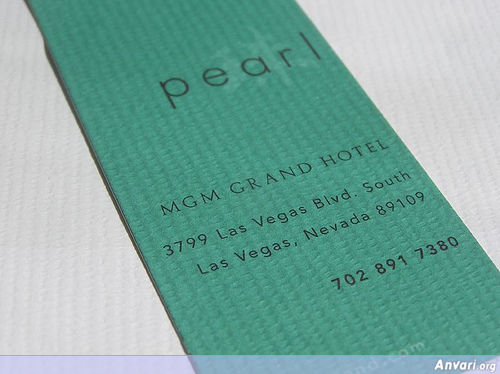 pearl
MGM GRAND HOTEL
3799 Las Vegas Blvd. South
Las Vegas, Nevada 89109
702 891 7380
Anvari.org